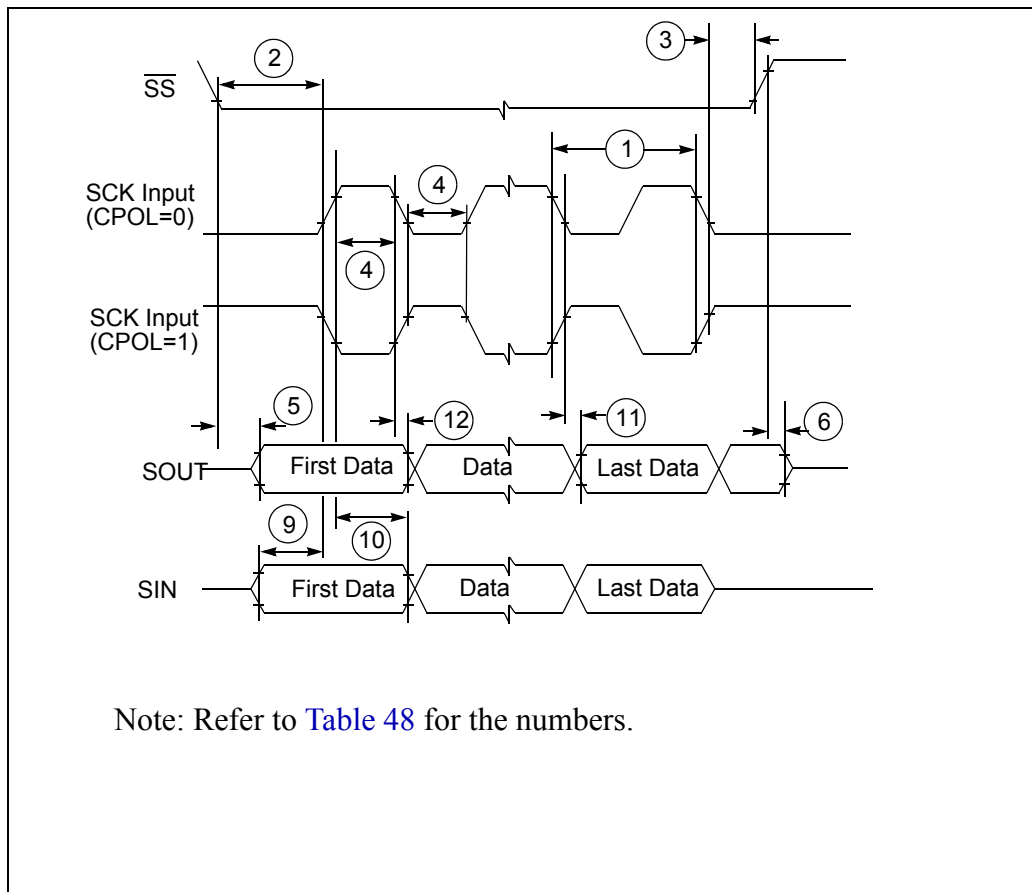 3
2
SS
1
SCK Input
(CPOL=0)
4
4
SCK Input
(CPOL=1)
5
12
11
6
SOUT
First Data
Data
Last Data
9
10
SIN
First Data
Data
Last Data
Note: Refer to Table 48 for the numbers.